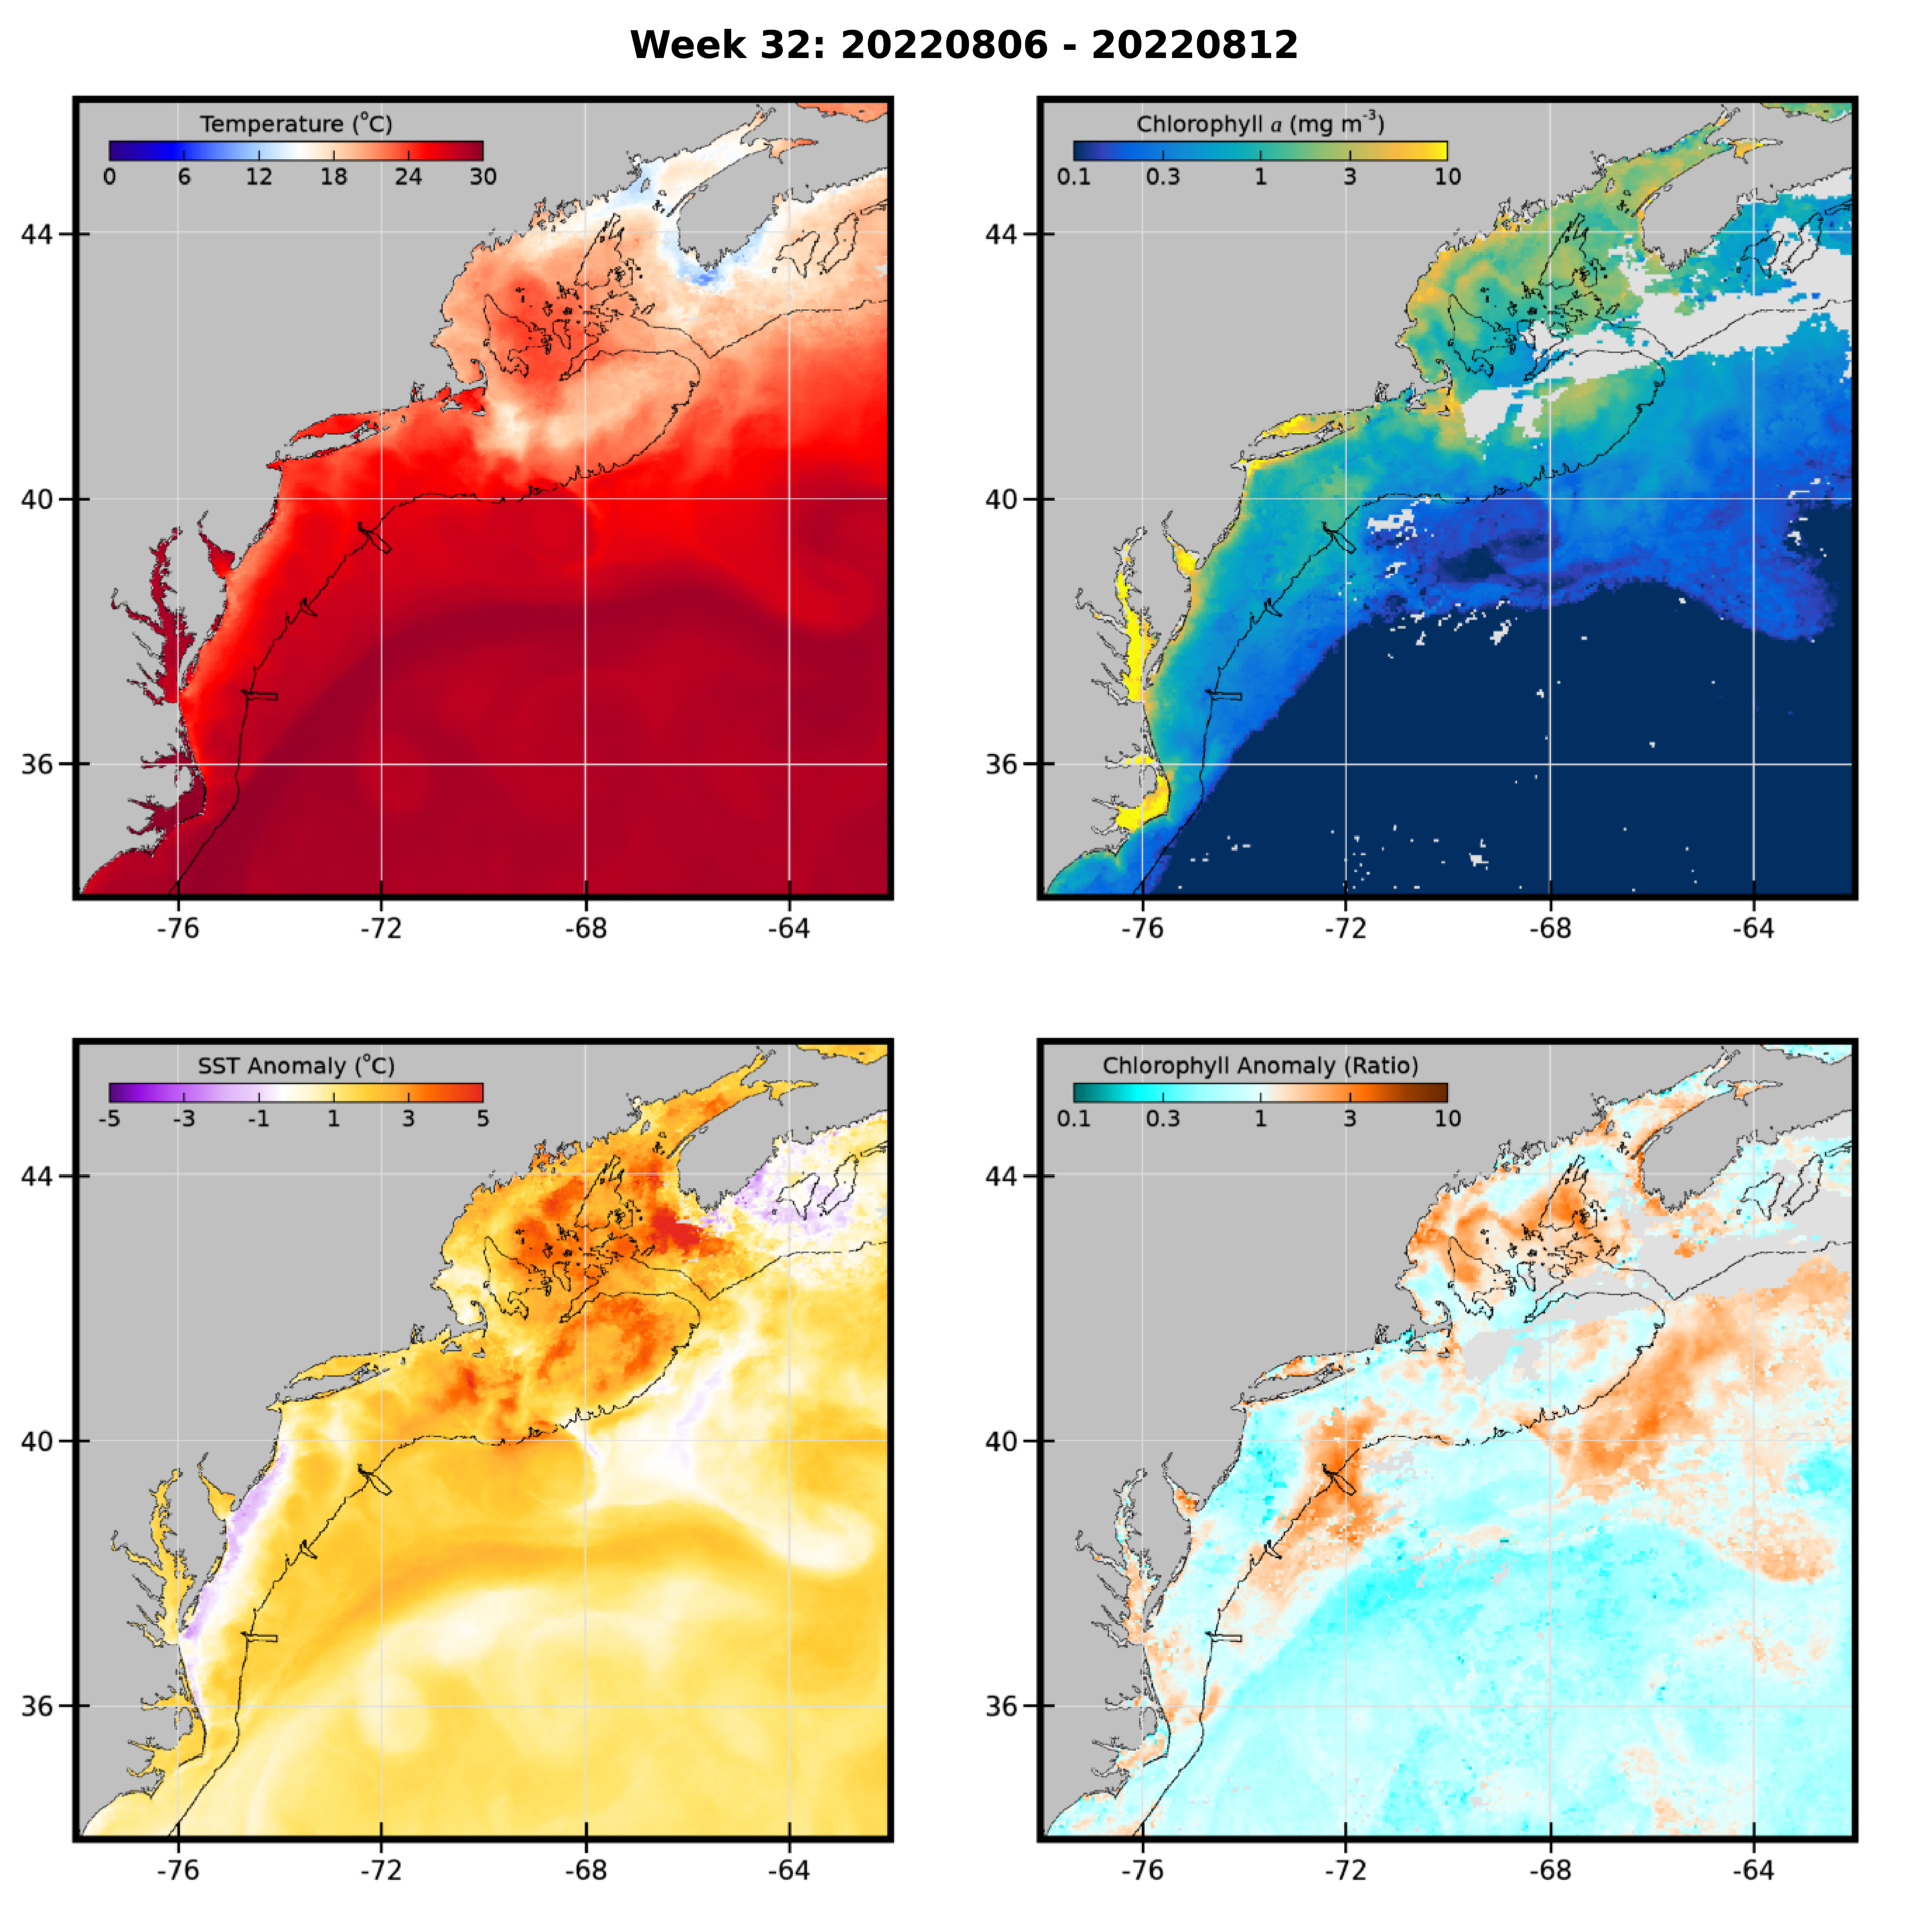 Week 32: 20220806 - 20220812
Temperature (°C)
0 6 12 18 24 30
44
40
36
-76 -72 -68 -64
Chlorophyll a (mg m⁻³)
0.1 0.3 1 3 10
44
40
36
-76 -72 -68 -64
SST Anomaly (°C)
-5 -3 -1 1 3 5
44
40
36
-76 -72 -68 -64
Chlorophyll Anomaly (Ratio)
0.1 0.3 1 3 10
44
40
36
-76 -72 -68 -64